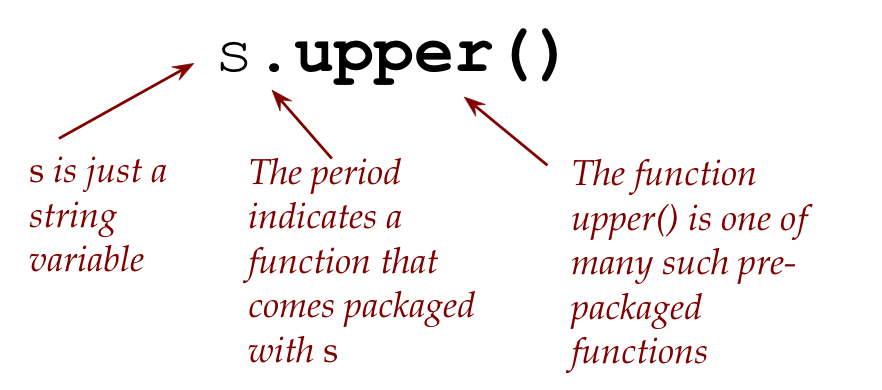 s.upper()
s is just a
string
variable
The period
indicates a
function that
comes packaged
with s
The function
upper() is one of
many such pre-
packaged
functions